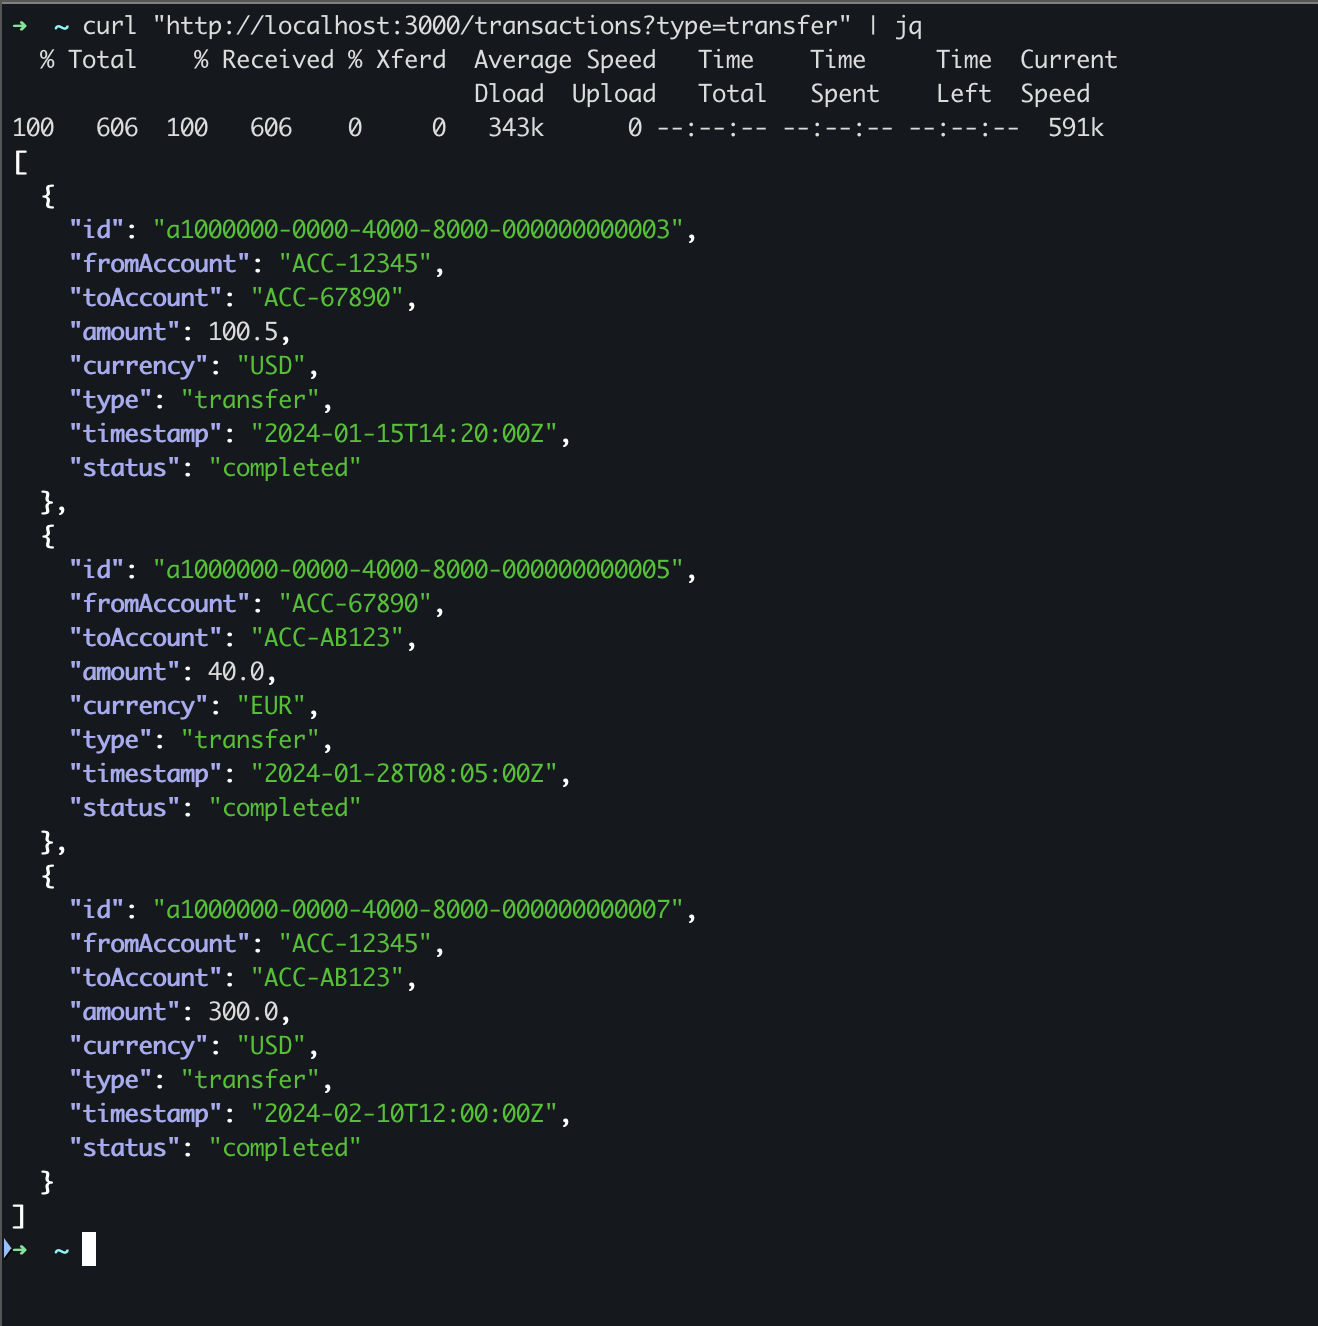 ➜  ~ curl "http://localhost:3000/transactions?type=transfer" | jq
  % Total    % Received % Xferd  Average Speed   Time    Time     Time  Current
                                 Dload  Upload   Total   Spent    Left  Speed
100   606  100   606    0     0   343k      0 --:--:-- --:--:-- --:--:--  591k
[
  {
    "id": "a1000000-0000-4000-8000-000000000003",
    "fromAccount": "ACC-12345",
    "toAccount": "ACC-67890",
    "amount": 100.5,
    "currency": "USD",
    "type": "transfer",
    "timestamp": "2024-01-15T14:20:00Z",
    "status": "completed"
  },
  {
    "id": "a1000000-0000-4000-8000-000000000005",
    "fromAccount": "ACC-67890",
    "toAccount": "ACC-AB123",
    "amount": 40.0,
    "currency": "EUR",
    "type": "transfer",
    "timestamp": "2024-01-28T08:05:00Z",
    "status": "completed"
  },
  {
    "id": "a1000000-0000-4000-8000-000000000007",
    "fromAccount": "ACC-12345",
    "toAccount": "ACC-AB123",
    "amount": 300.0,
    "currency": "USD",
    "type": "transfer",
    "timestamp": "2024-02-10T12:00:00Z",
    "status": "completed"
  }
]
➜  ~